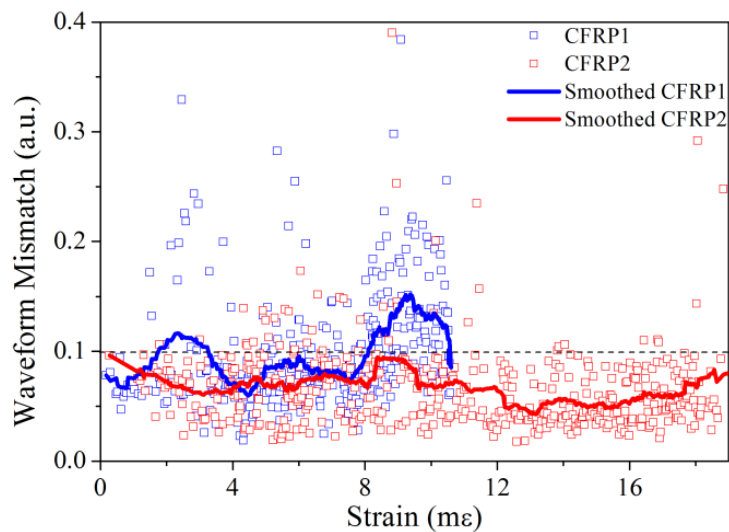 0.4
0.3
0.2
0.1
0.0
Waveform Mismatch (a.u.)
CFRP1
CFRP2
Smoothed CFRP1
Smoothed CFRP2
0 4 8 12 16
Strain (mε)